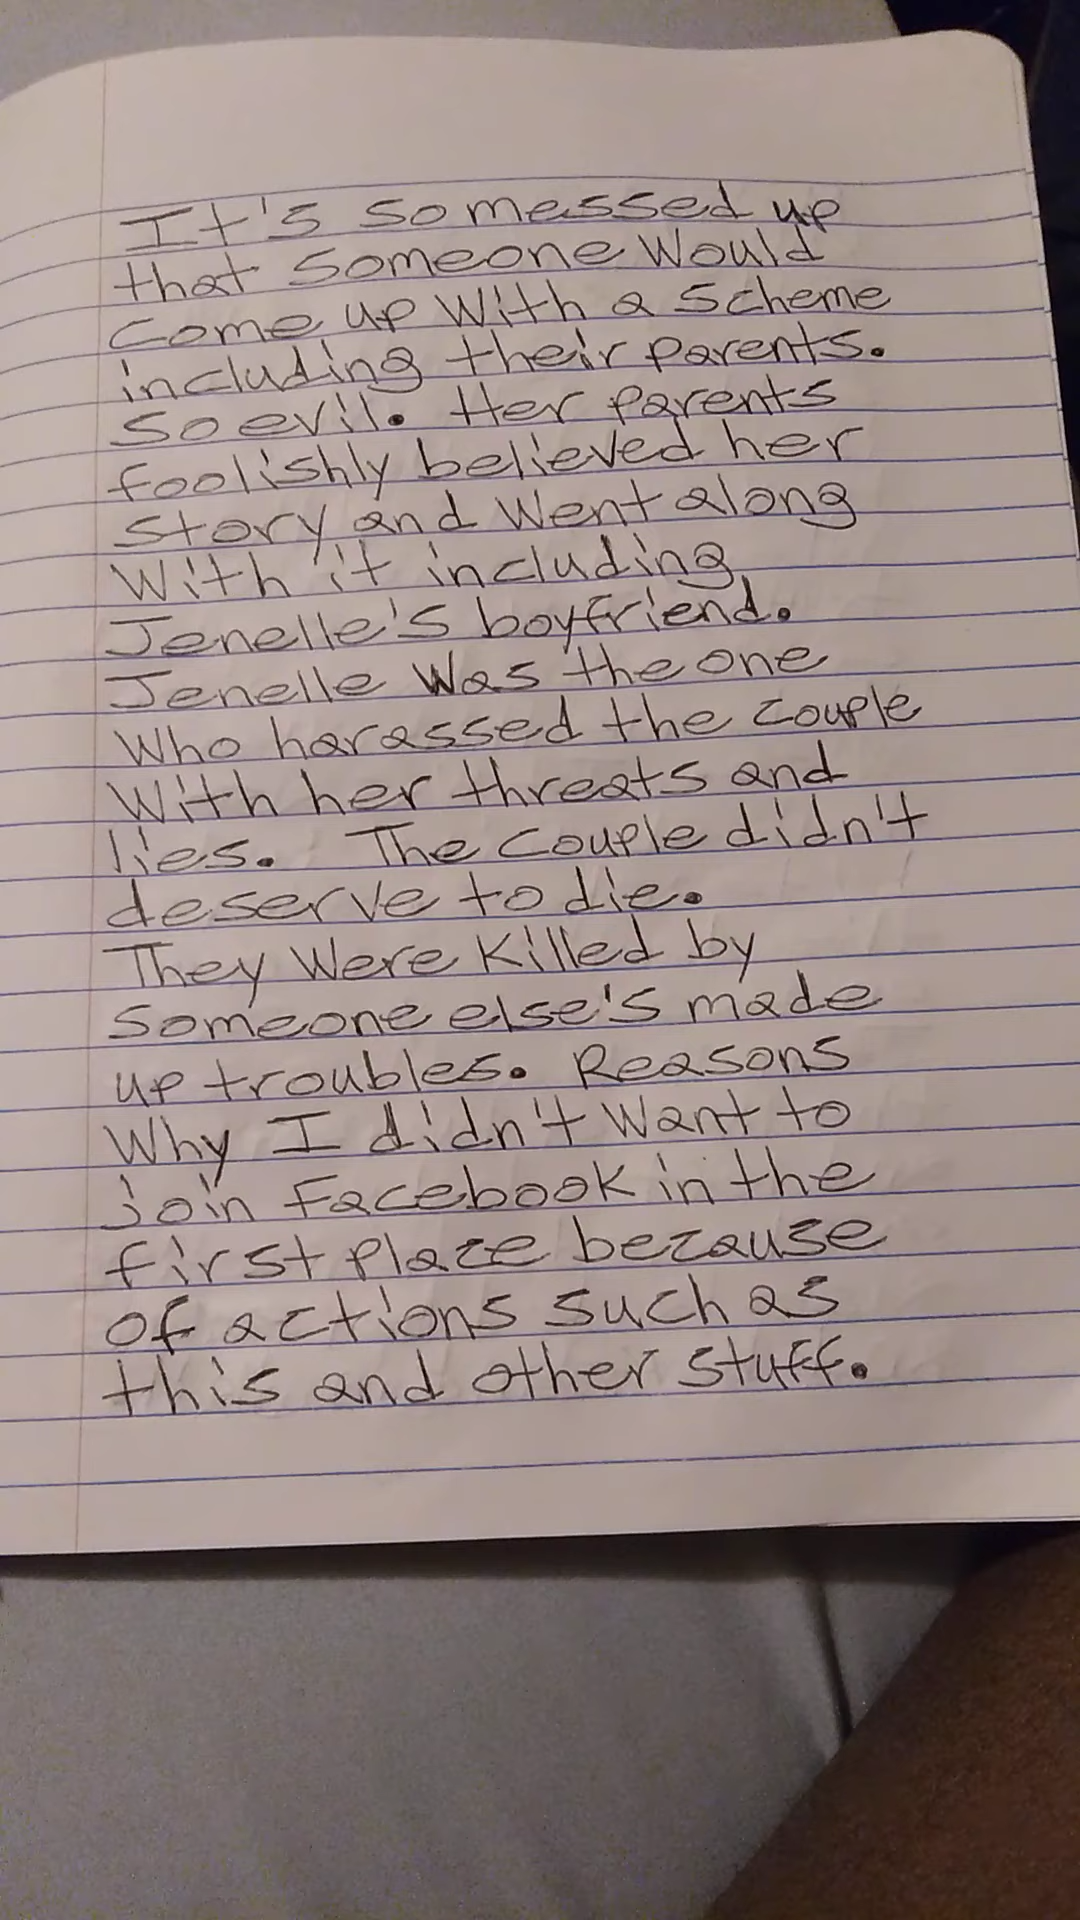 It's so messed up
that someone would
come up with a scheme
including their parents.
So evil. Her parents
foolishly believed her
story and went along
with it including
Jenelle's boyfriend.
Jenelle was the one
who harassed the couple
with her threats and
lies. The couple didn't
deserve to die.
They were killed by
someone else's made
up troubles. Reasons
why I didn't want to
join Facebook in the
first place because
of actions such as
this and other stuff.